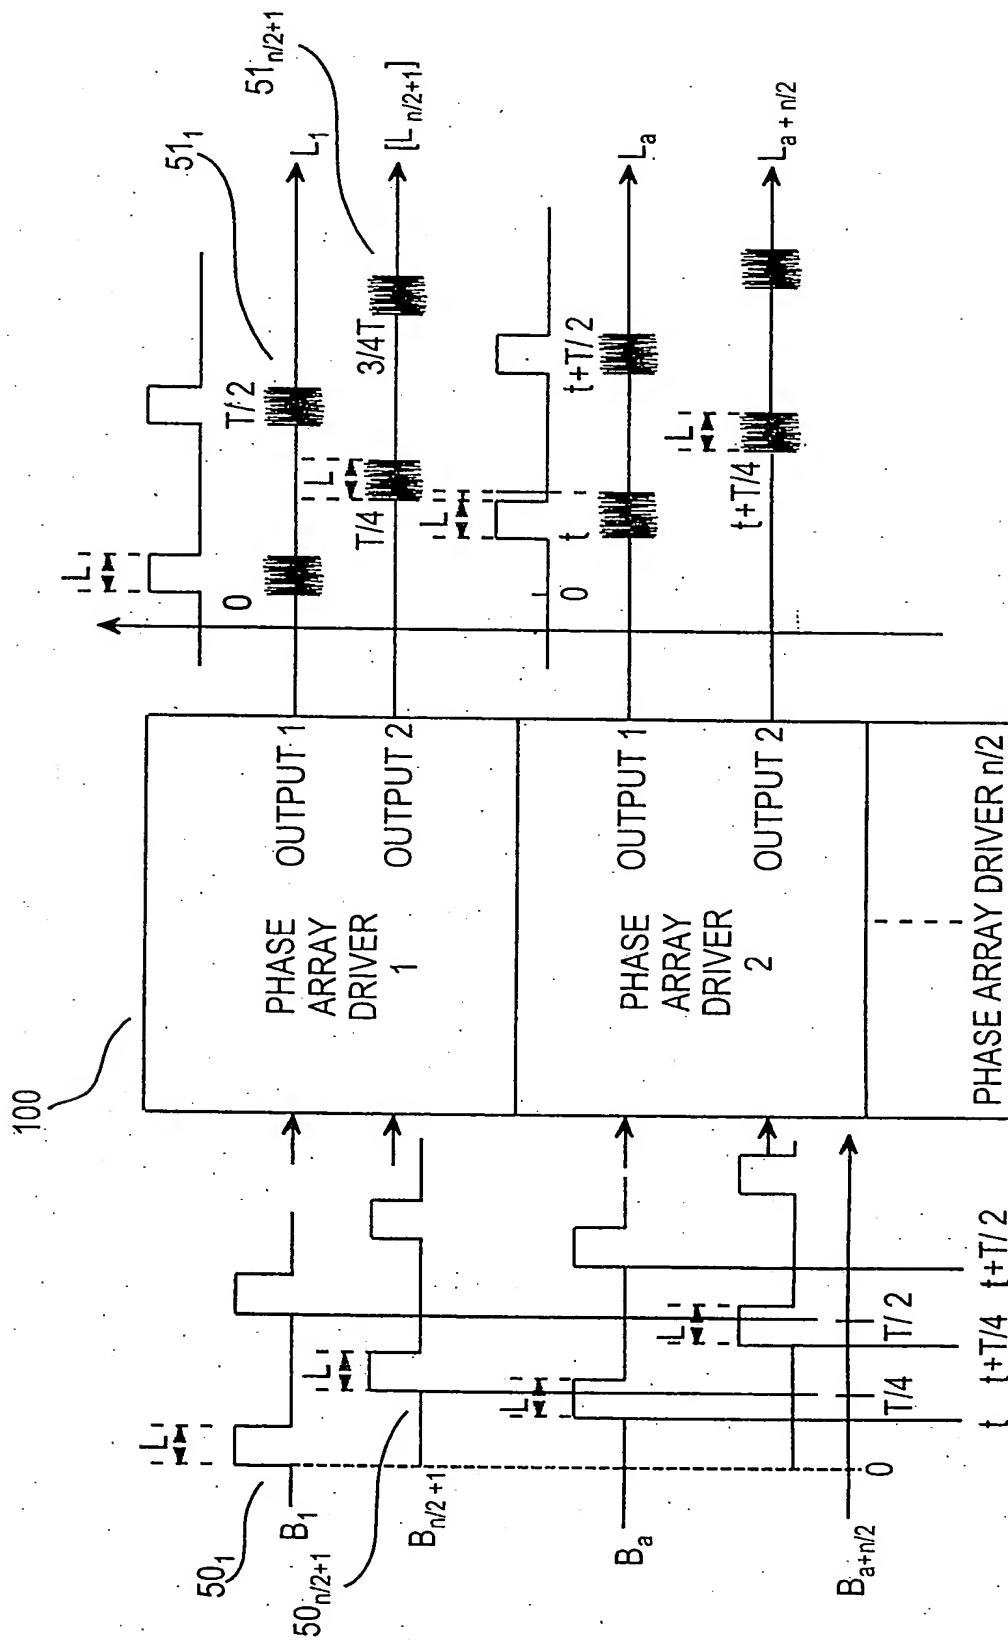 100
50₁
B₁
L
50ₙ/₂₊₁
Bₙ/₂₊₁
L
Bₐ
L
Bₐ₊ₙ/₂
L
0
T/4
T/2
t
t+T/4
t+T/2
PHASE
ARRAY
DRIVER
1
OUTPUT 1
OUTPUT 2
PHASE
ARRAY
DRIVER
2
OUTPUT 1
OUTPUT 2
PHASE ARRAY DRIVER n/2
L
0
T/2
51₁
L₁
L
T/4
3/4T
51ₙ/₂₊₁
[Lₙ/₂₊₁]
L
0
t
t+T/2
Lₐ
L
t+T/4
Lₐ₊ₙ/₂